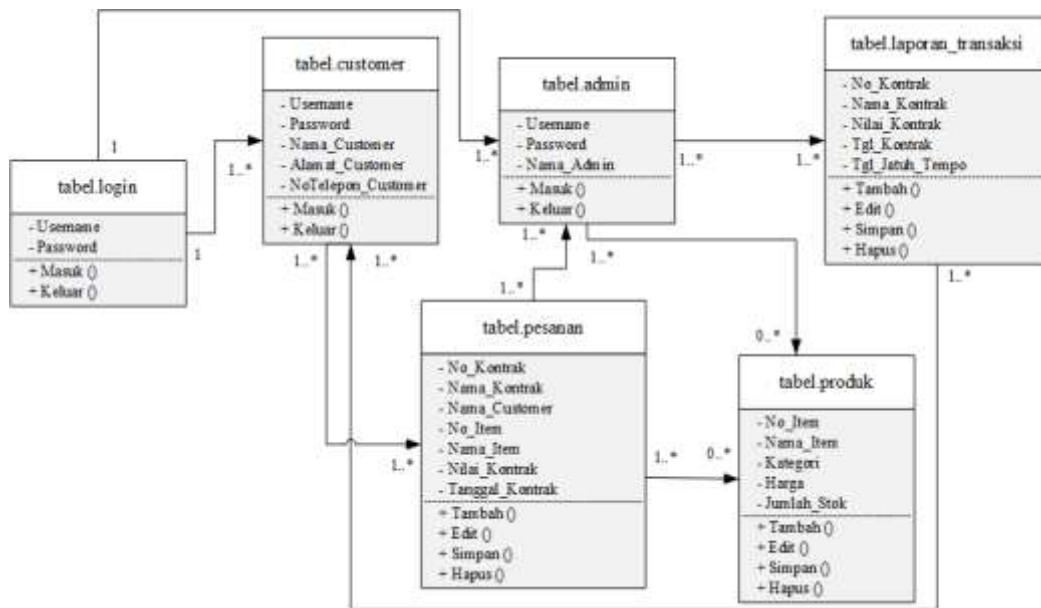 tabel.login
- Username
- Password
+ Masuk ()
+ Keluar ()
1
1
tabel.customer
- Username
- Password
- Nama_Customer
- Alamat_Customer
- NoTelepon_Customer
+ Masuk ()
+ Keluar ()
1..*
1..*
1..*
tabel.admin
- Username
- Password
- Nama_Admin
+ Masuk ()
+ Keluar ()
1..*
1..*
1..*
1..*
tabel.laporan_transaksi
- No_Kontrak
- Nama_Kontrak
- Nilai_Kontrak
- Tgl_Kontrak
- Tgl_Jatuh_Tempo
+ Tambah ()
+ Edit ()
+ Simpan ()
+ Hapus ()
1..*
1..*
tabel.pesanan
- No_Kontrak
- Nama_Kontrak
- Nama_Customer
- No_Item
- Nama_Item
- Nilai_Kontrak
- Tanggal_Kontrak
+ Tambah ()
+ Edit ()
+ Simpan ()
+ Hapus ()
1..*
1..*
1..*
tabel.produk
- No_Item
- Nama_Item
- Kategori
- Harga
- Jumlah_Stok
+ Tambah ()
+ Edit ()
+ Simpan ()
+ Hapus ()
0..*
0..*